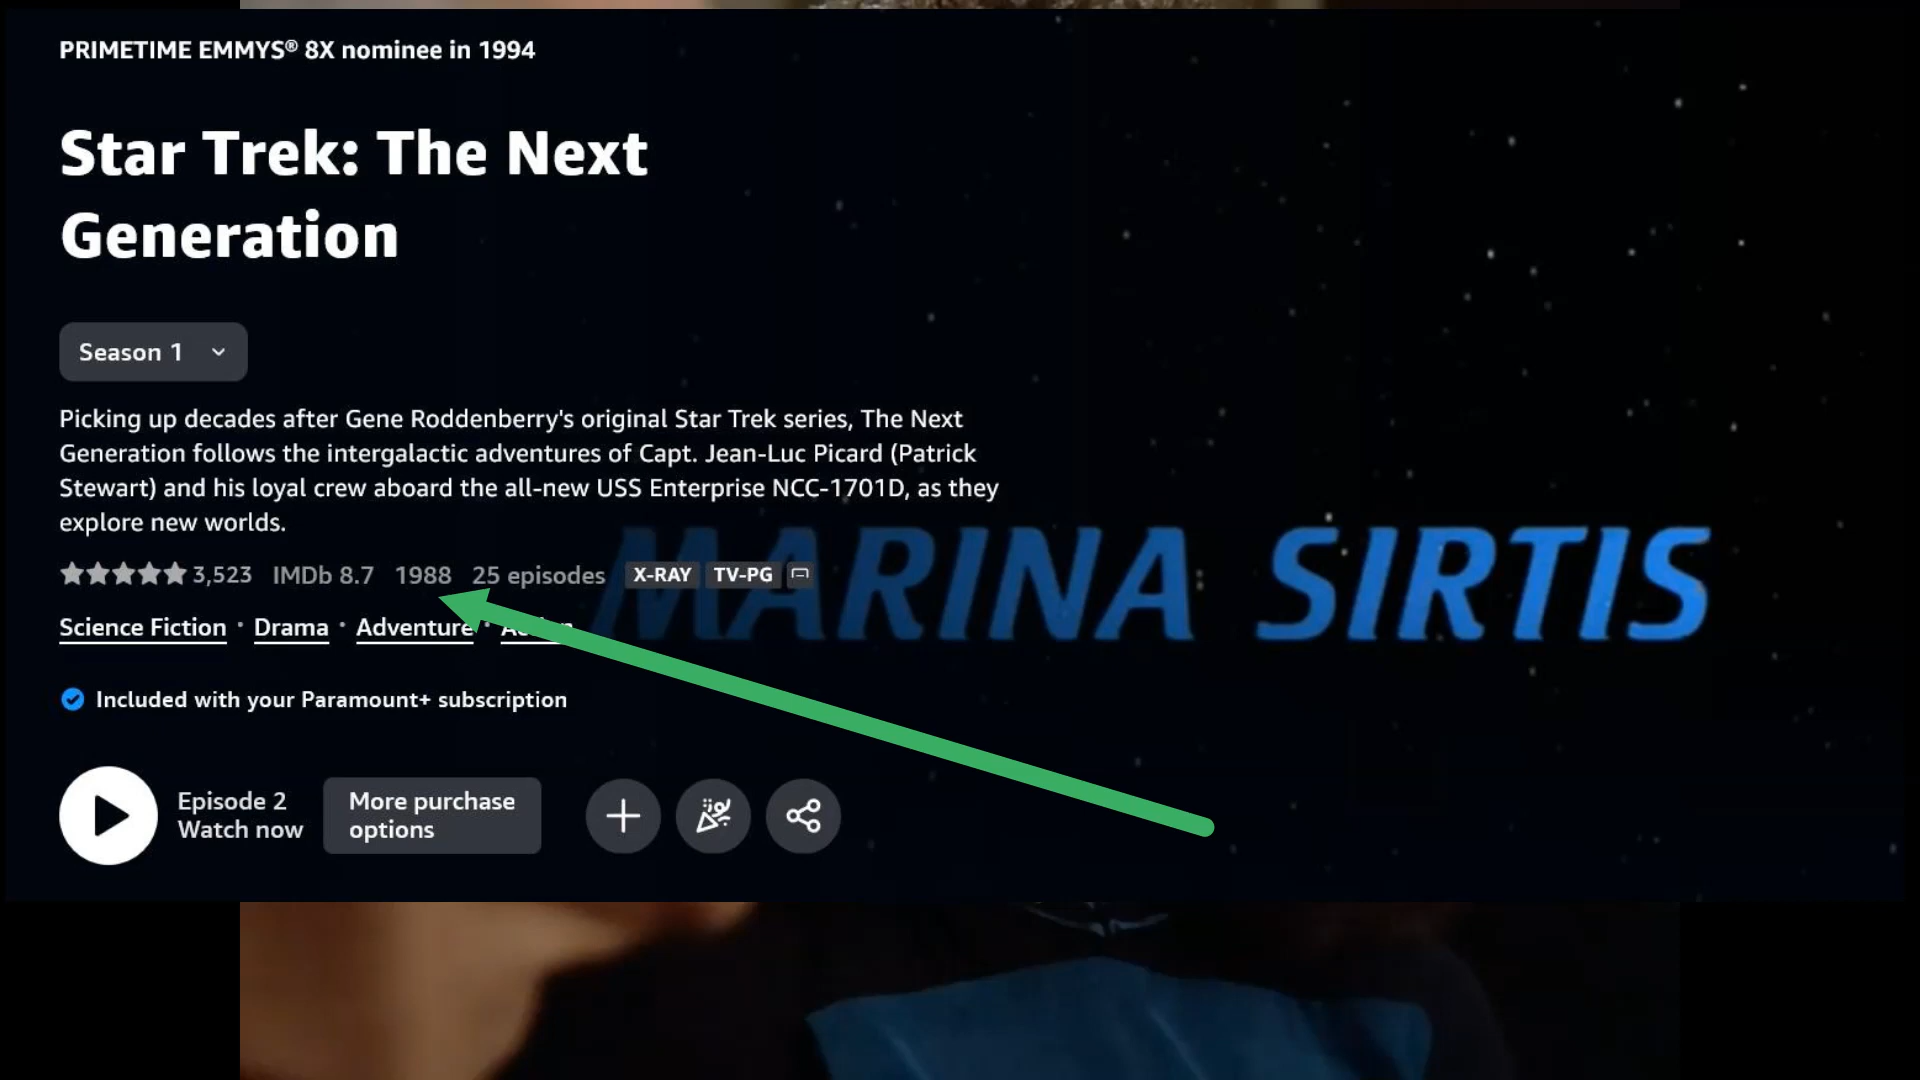 PRIMETIME EMMYS® 8X nominee in 1994
Star Trek: The Next
Generation
Season 1
Picking up decades after Gene Roddenberry's original Star Trek series, The Next
Generation follows the intergalactic adventures of Capt. Jean-Luc Picard (Patrick
Stewart) and his loyal crew aboard the all-new USS Enterprise NCC-1701D, as they
explore new worlds.
3,523 IMDb 8.7 1988 25 episodes X-RAY TV-PG
MARINA SIRTIS
Science Fiction · Drama · Adventure ·
Included with your Paramount+ subscription
Episode 2
Watch now
More purchase
options